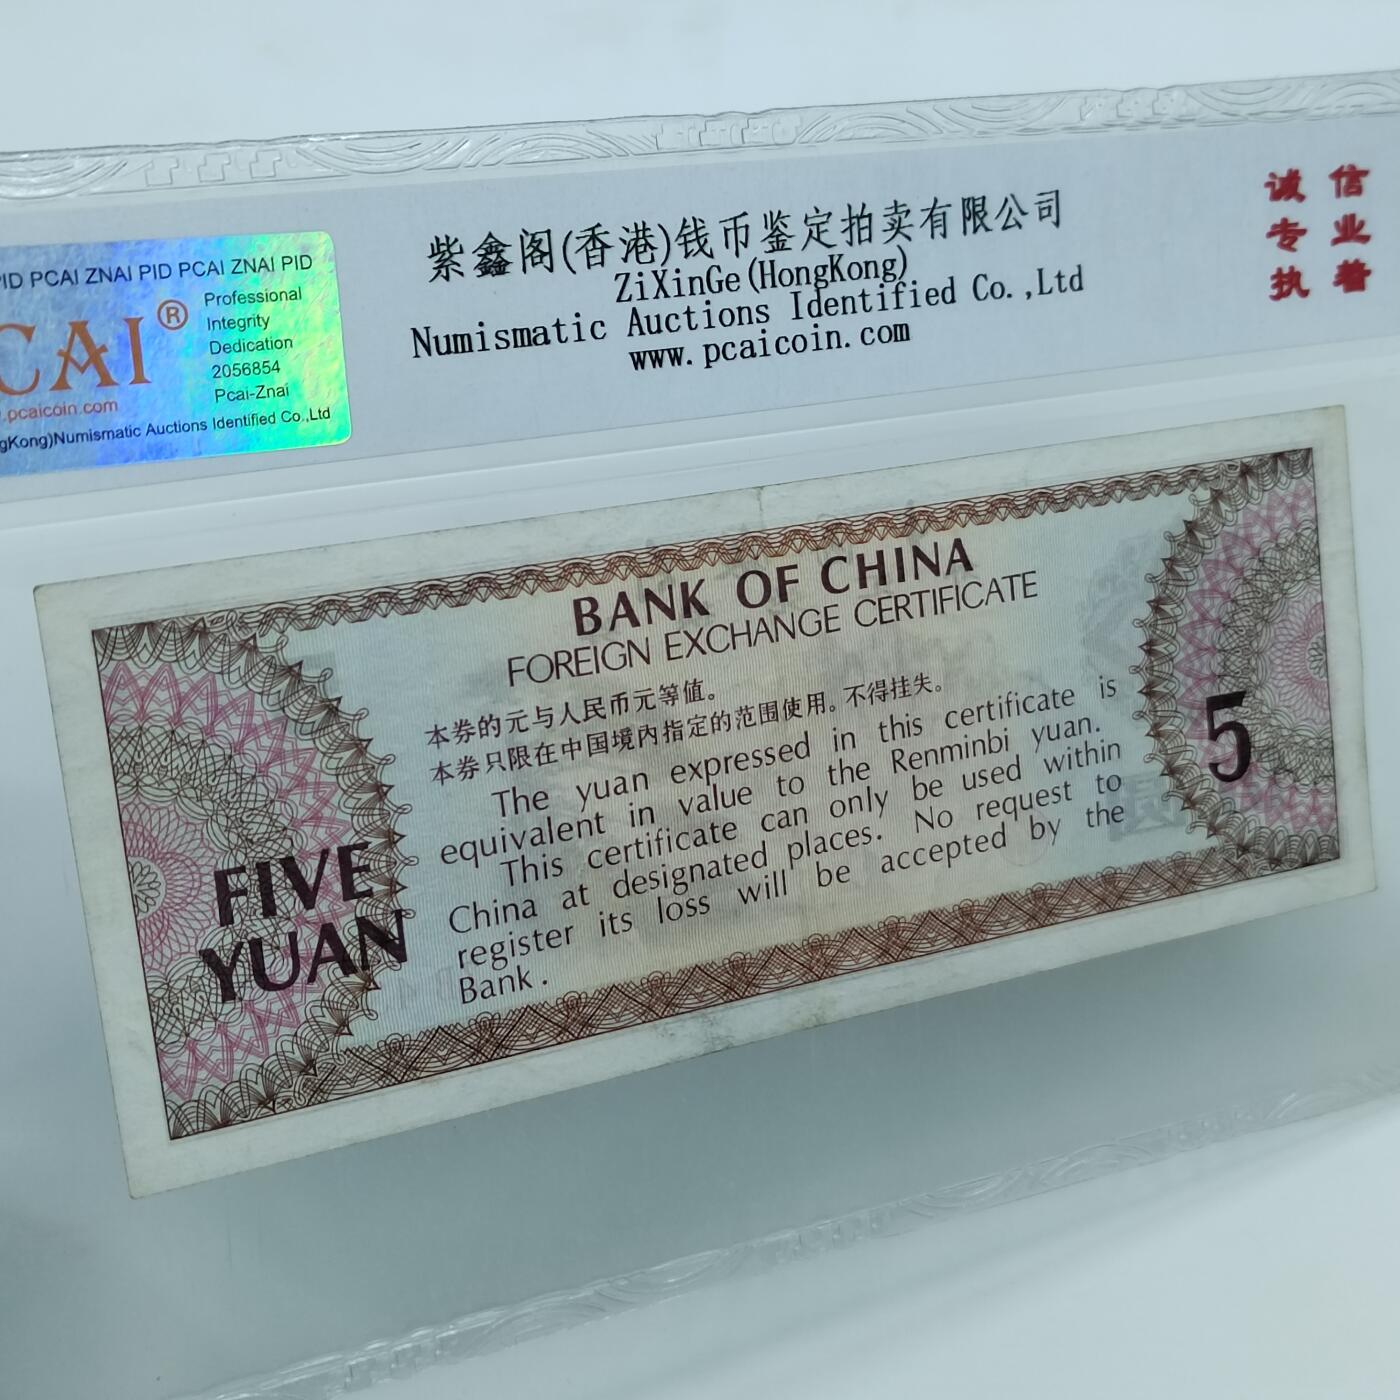 PID PCAI ZNAI PID PCAI ZNAI PID
CAI®
Professional
Integrity
Dedication
2056854
Pcai-Znai
.pcaicoin.com
gKong)Numismatic Auctions Identified Co.,Ltd
紫鑫阁(香港)钱币鉴定拍卖有限公司
ZiXinGe(HongKong)
Numismatic Auctions Identified Co.,Ltd
www.pcaicoin.com
诚信
专业
执着
BANK OF CHINA
FOREIGN EXCHANGE CERTIFICATE
本券的元与人民币元等值。
本券只限在中国境内指定的范围使用。不得挂失。
The yuan expressed in this certificate is
equivalent in value to the Renminbi yuan.
This certificate can only be used within
China at designated places. No request to
register its loss will be accepted by the
Bank.
FIVE
YUAN
5